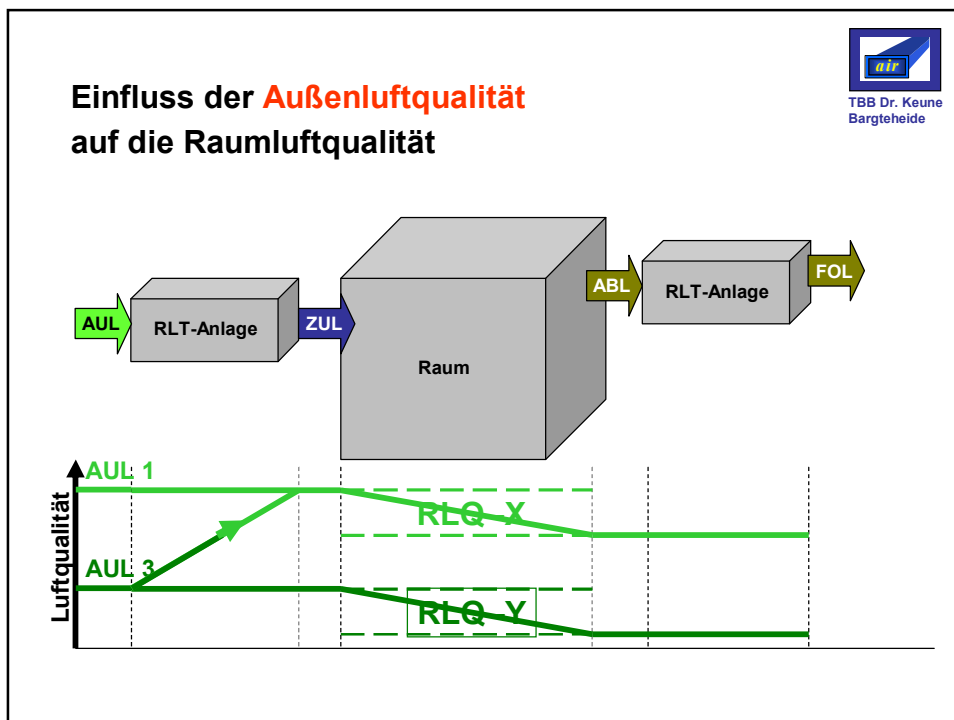 Einfluss der Außenluftqualität
auf die Raumluftqualität
air
TBB Dr. Keune
Bargteheide
AUL
RLT-Anlage
ZUL
Raum
ABL
RLT-Anlage
FOL
Luftqualität
AUL 1
RLQ -X
AUL 3
RLQ -Y